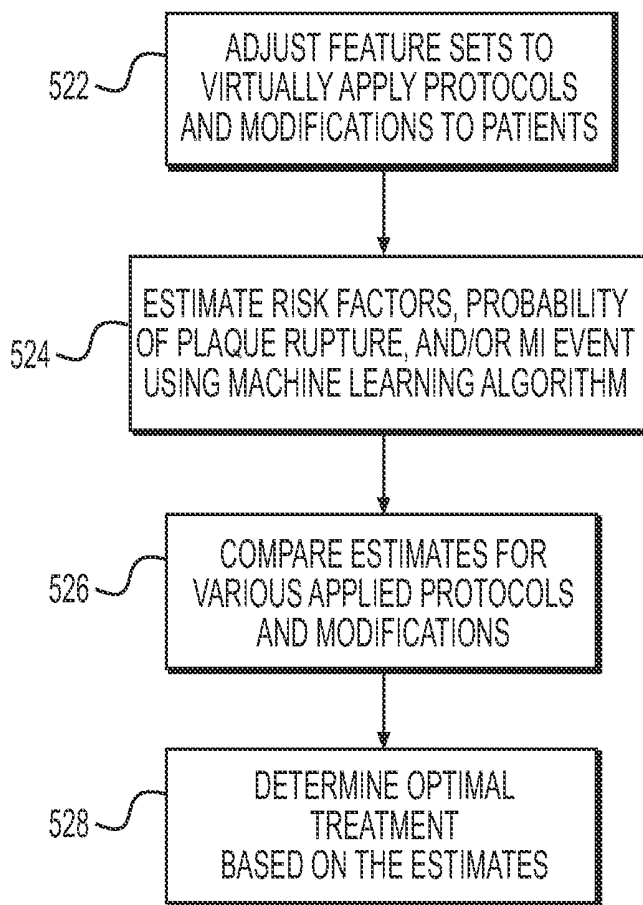 522
ADJUST FEATURE SETS TO
VIRTUALLY APPLY PROTOCOLS
AND MODIFICATIONS TO PATIENTS
524
ESTIMATE RISK FACTORS, PROBABILITY
OF PLAQUE RUPTURE, AND/OR MI EVENT
USING MACHINE LEARNING ALGORITHM
526
COMPARE ESTIMATES FOR
VARIOUS APPLIED PROTOCOLS
AND MODIFICATIONS
528
DETERMINE OPTIMAL
TREATMENT
BASED ON THE ESTIMATES